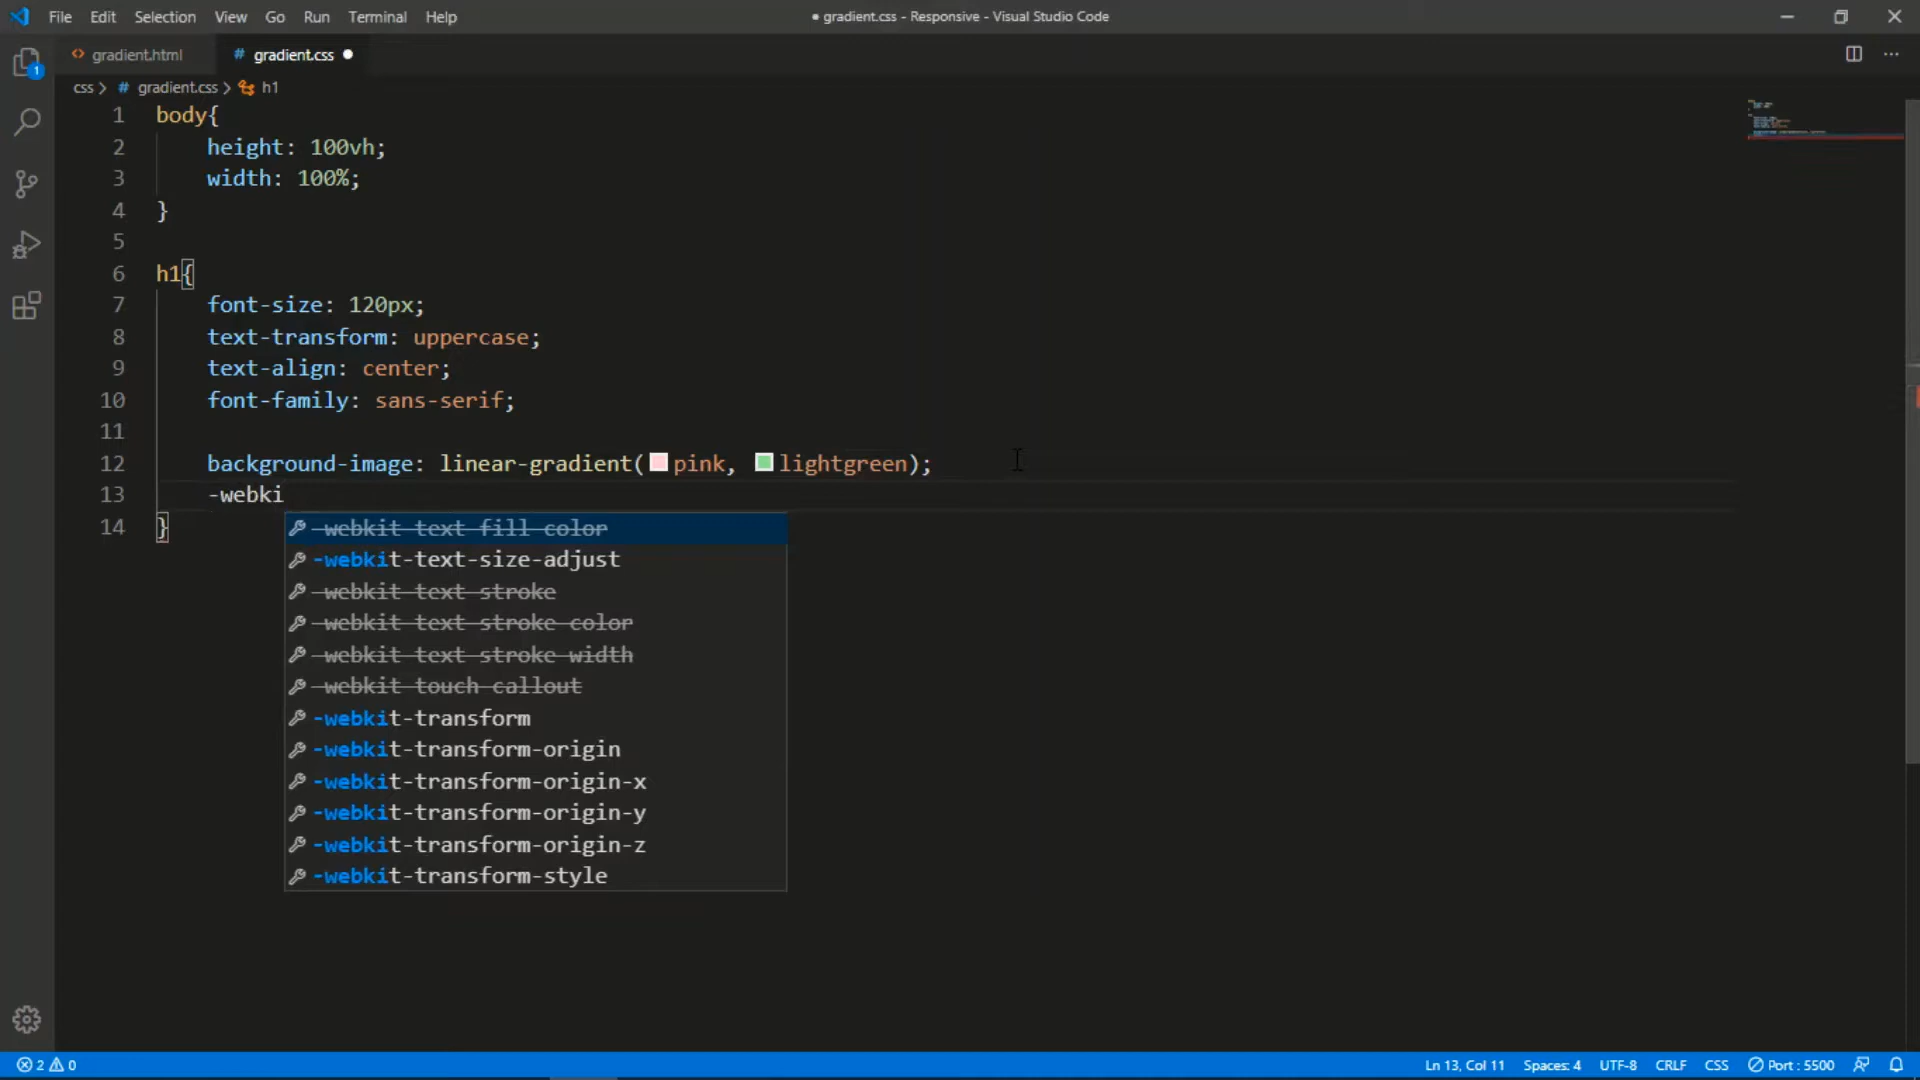 File Edit Selection View Go Run Terminal Help
● gradient.css - Responsive - Visual Studio Code
1
gradient.html
# gradient.css ●
css > # gradient.css > h1
1 body{
2 height: 100vh;
3 width: 100%;
4 }
5
6 h1{
7 font-size: 120px;
8 text-transform: uppercase;
9 text-align: center;
10 font-family: sans-serif;
11
12 background-image: linear-gradient(pink, lightgreen);
13 -webki
14 }
-webkit-text-fill-color
-webkit-text-size-adjust
-webkit-text-stroke
-webkit-text-stroke-color
-webkit-text-stroke-width
-webkit-touch-callout
-webkit-transform
-webkit-transform-origin
-webkit-transform-origin-x
-webkit-transform-origin-y
-webkit-transform-origin-z
-webkit-transform-style
2 0
Ln 13, Col 11 Spaces: 4 UTF-8 CRLF CSS Port : 5500